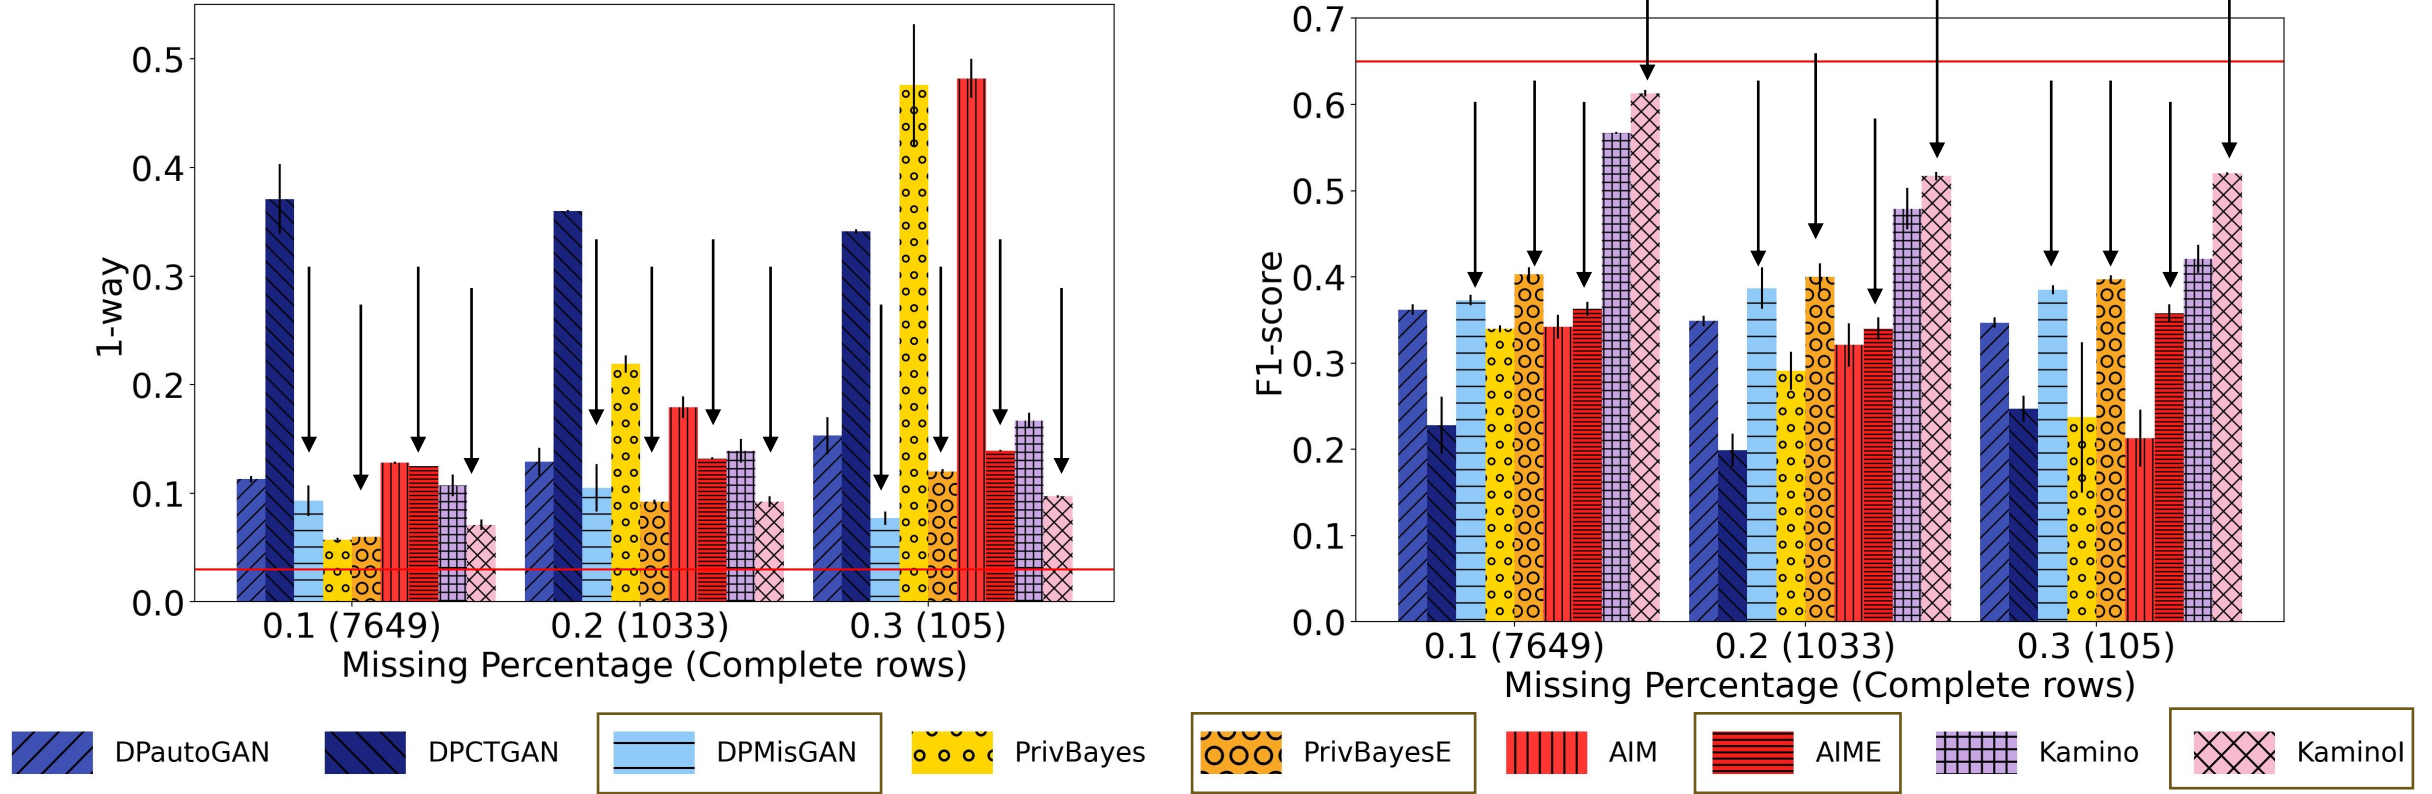 0.5
0.4
0.3
0.2
0.1
0.0
1-way
0.1 (7649) 0.2 (1033) 0.3 (105)
Missing Percentage (Complete rows)
0.7
0.6
0.5
0.4
0.3
0.2
0.1
0.0
F1-score
0.1 (7649) 0.2 (1033) 0.3 (105)
Missing Percentage (Complete rows)
DPautoGAN DPCTGAN DPMisGAN PrivBayes PrivBayesE AIM AIME Kamino KaminoI